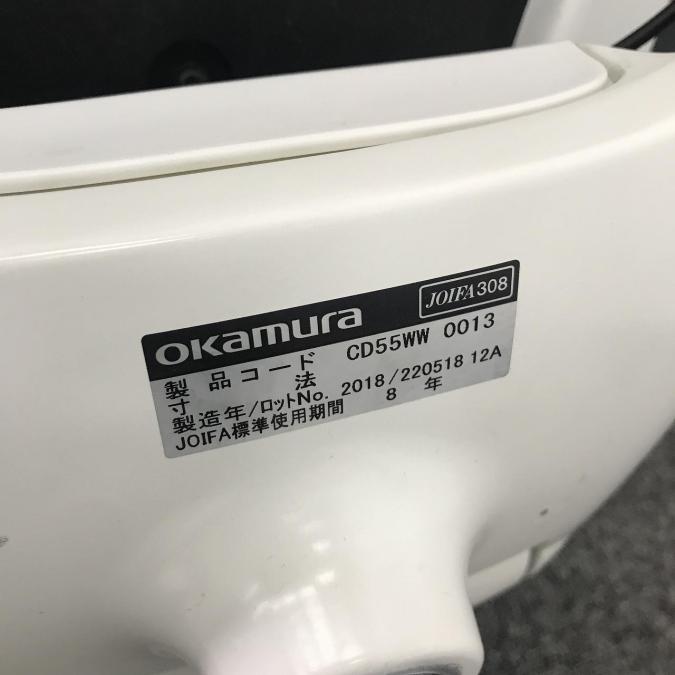 okamura JOIFA308
製品コード CD55WW 0013
寸法
製造年/ロットNo. 2018/220518 12A
JOIFA標準使用期間 8 年